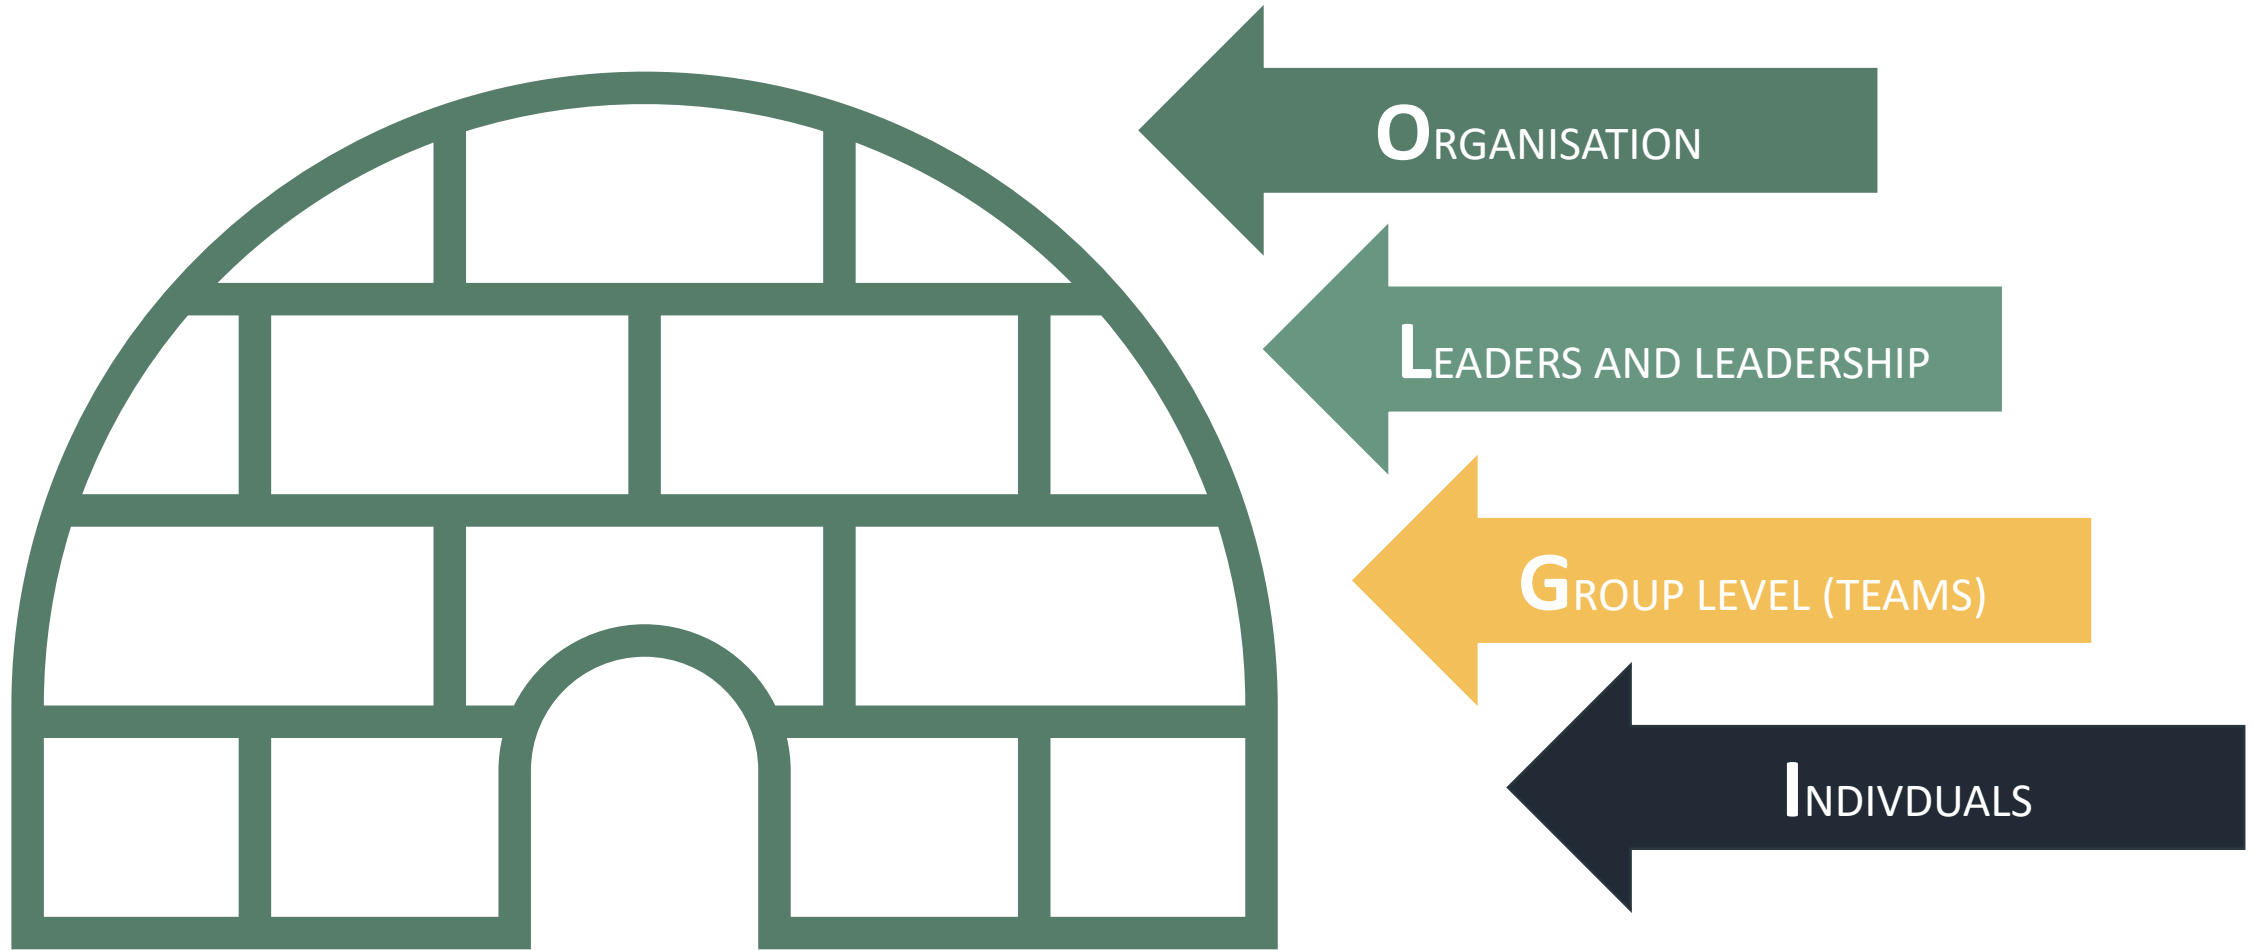 ORGANISATION
LEADERS AND LEADERSHIP
GROUP LEVEL (TEAMS)
INDIVDUALS